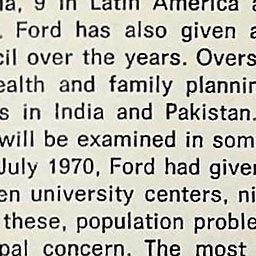 ia, 9 in Latin America a
. Ford has also given a
cil over the years. Overs
ealth and family plannin
s in India and Pakistan.
will be examined in som
July 1970, Ford had given
en university centers, ni
these, population proble
pal concern. The most